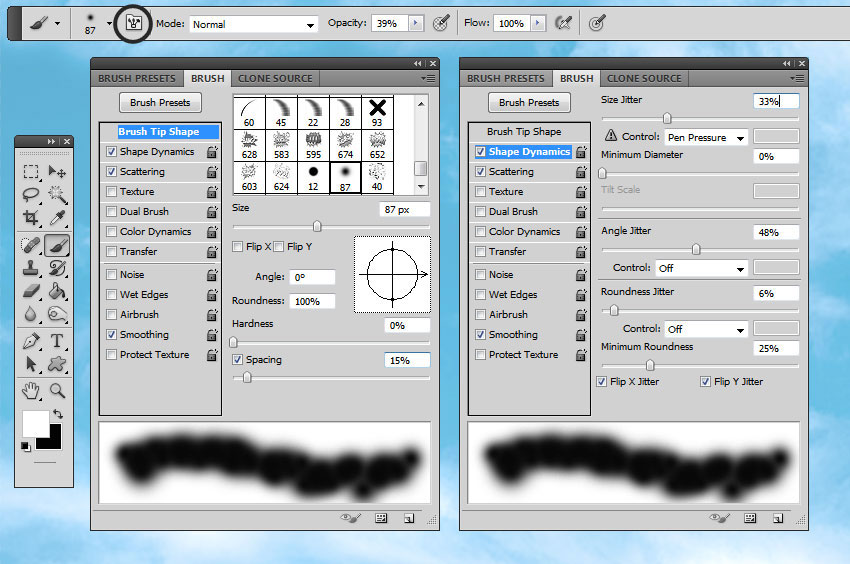 87 Mode: Normal Opacity: 39% Flow: 100%
BRUSH PRESETS BRUSH CLONE SOURCE
Brush Presets
Brush Tip Shape
Shape Dynamics
Scattering
Texture
Dual Brush
Color Dynamics
Transfer
Noise
Wet Edges
Airbrush
Smoothing
Protect Texture
60 45 22 28 93
628 583 595 674 652
603 624 12 87 40
Size 87 px
Flip X Flip Y
Angle: 0º
Roundness: 100%
Hardness 0%
Spacing 15%
BRUSH PRESETS BRUSH CLONE SOURCE
Brush Presets
Brush Tip Shape
Shape Dynamics
Scattering
Texture
Dual Brush
Color Dynamics
Transfer
Noise
Wet Edges
Airbrush
Smoothing
Protect Texture
Size Jitter 33%
Control: Pen Pressure
Minimum Diameter 0%
Tilt Scale
Angle Jitter 48%
Control: Off
Roundness Jitter 6%
Control: Off
Minimum Roundness 25%
Flip X Jitter Flip Y Jitter